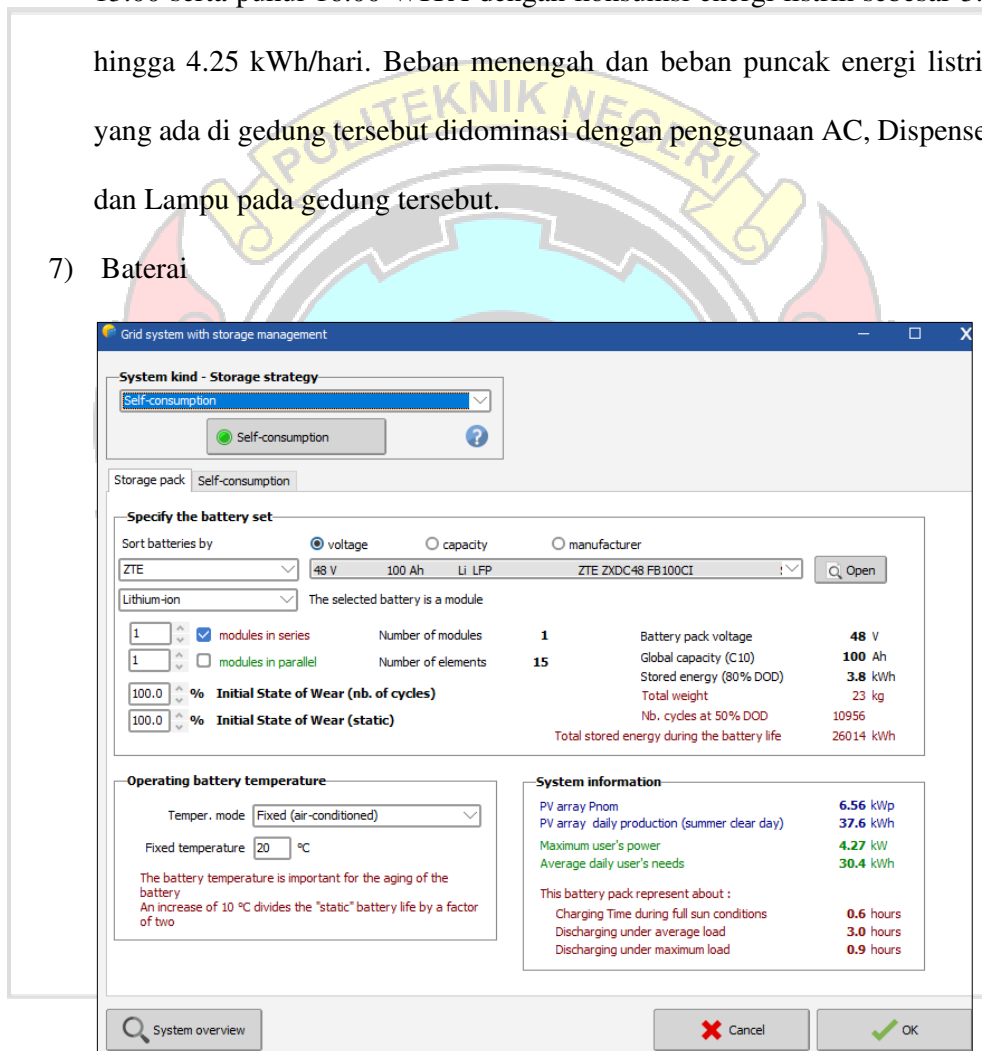 hingga 4.25 kWh/hari. Beban menengah dan beban puncak energi
yang ada di gedung tersebut didominasi dengan penggunaan AC,
dan Lampu pada gedung tersebut.
POLITEKNIK NEGERI
7) Baterai
Grid system with storage management
System kind - Storage strategy
Self-consumption
Self-consumption
?
Storage pack Self-consumption
Specify the battery set
Sort batteries by voltage capacity manufacturer
ZTE 48 V 100 Ah Li LFP ZTE ZXDC48 FB100CI Open
Lithium-ion The selected battery is a module
1 modules in series Number of modules 1 Battery pack voltage 48 V
1 modules in parallel Number of elements 15 Global capacity (C10) 100 Ah
Stored energy (80% DOD) 3.8 kWh
100.0 % Initial State of Wear (nb. of cycles) Total weight 23 kg
100.0 % Initial State of Wear (static) Nb. cycles at 50% DOD 10956
Total stored energy during the battery life 26014 kWh
Operating battery temperature
Temper. mode Fixed (air-conditioned)
Fixed temperature 20 °C
The battery temperature is important for the aging of the
battery
An increase of 10 °C divides the "static" battery life by a factor
of two
System information
PV array Pnom 6.56 kWp
PV array daily production (summer clear day) 37.6 kWh
Maximum user's power 4.27 kW
Average daily user's needs 30.4 kWh
This battery pack represent about :
Charging Time during full sun conditions 0.6 hours
Discharging under average load 3.0 hours
Discharging under maximum load 0.9 hours
System overview Cancel OK